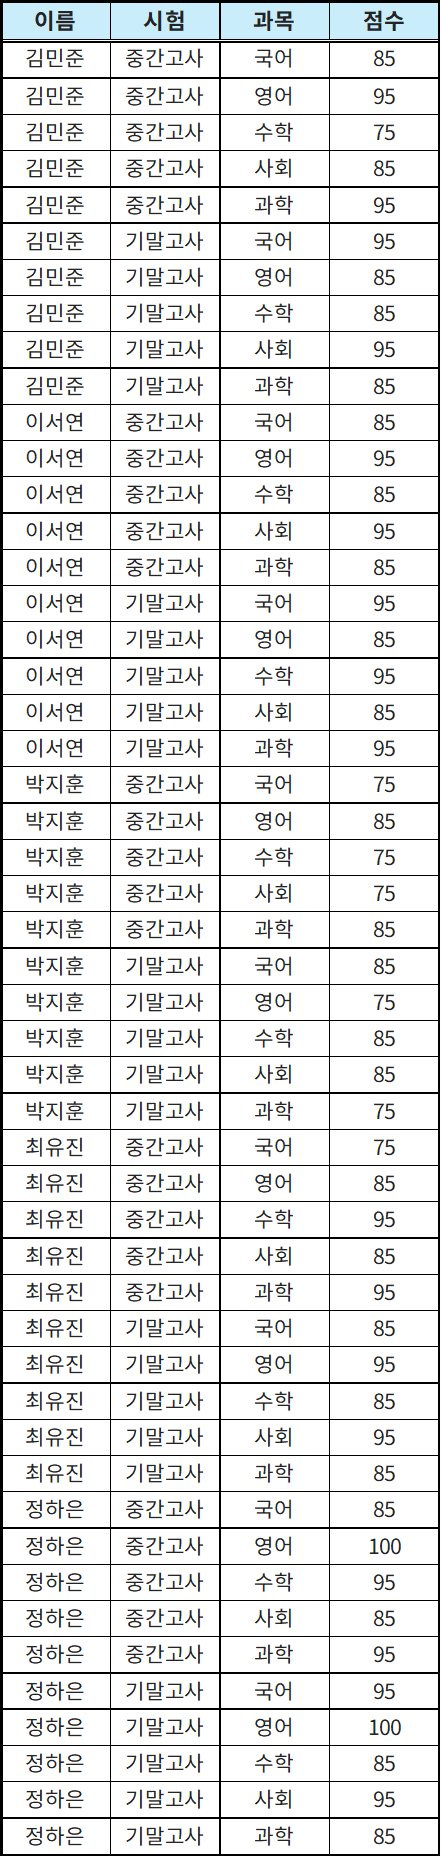 이름 시험 과목 점수
김민준 중간고사 국어 85
김민준 중간고사 영어 95
김민준 중간고사 수학 75
김민준 중간고사 사회 85
김민준 중간고사 과학 95
김민준 기말고사 국어 95
김민준 기말고사 영어 85
김민준 기말고사 수학 85
김민준 기말고사 사회 95
김민준 기말고사 과학 85
이서연 중간고사 국어 85
이서연 중간고사 영어 95
이서연 중간고사 수학 85
이서연 중간고사 사회 95
이서연 중간고사 과학 85
이서연 기말고사 국어 95
이서연 기말고사 영어 85
이서연 기말고사 수학 95
이서연 기말고사 사회 85
이서연 기말고사 과학 95
박지훈 중간고사 국어 75
박지훈 중간고사 영어 85
박지훈 중간고사 수학 75
박지훈 중간고사 사회 75
박지훈 중간고사 과학 85
박지훈 기말고사 국어 85
박지훈 기말고사 영어 75
박지훈 기말고사 수학 85
박지훈 기말고사 사회 85
박지훈 기말고사 과학 75
최유진 중간고사 국어 75
최유진 중간고사 영어 85
최유진 중간고사 수학 95
최유진 중간고사 사회 85
최유진 중간고사 과학 95
최유진 기말고사 국어 85
최유진 기말고사 영어 95
최유진 기말고사 수학 85
최유진 기말고사 사회 95
최유진 기말고사 과학 85
정하은 중간고사 국어 85
정하은 중간고사 영어 100
정하은 중간고사 수학 95
정하은 중간고사 사회 85
정하은 중간고사 과학 95
정하은 기말고사 국어 95
정하은 기말고사 영어 100
정하은 기말고사 수학 85
정하은 기말고사 사회 95
정하은 기말고사 과학 85